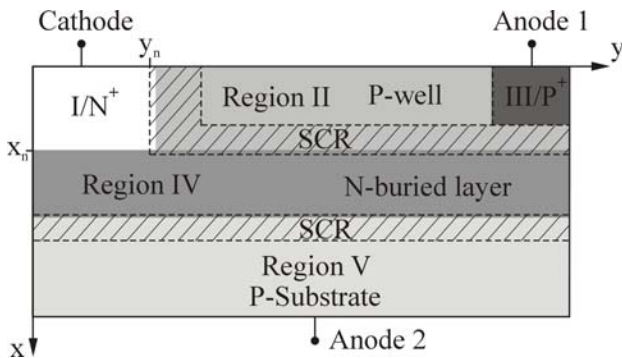 Cathode
Anode 1
yₙ
y
I/N⁺
Region II
P-well
III/P⁺
SCR
xₙ
Region IV
N-buried layer
SCR
Region V
P-Substrate
x
Anode 2